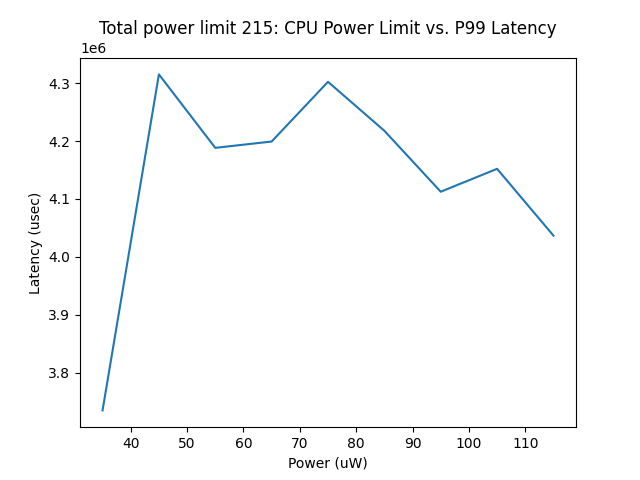 Total power limit 215: CPU Power Limit vs. P99 Latency
1e6
4.3
4.2
4.1
4.0
3.9
3.8
Latency (usec)
40 50 60 70 80 90 100 110
Power (uW)